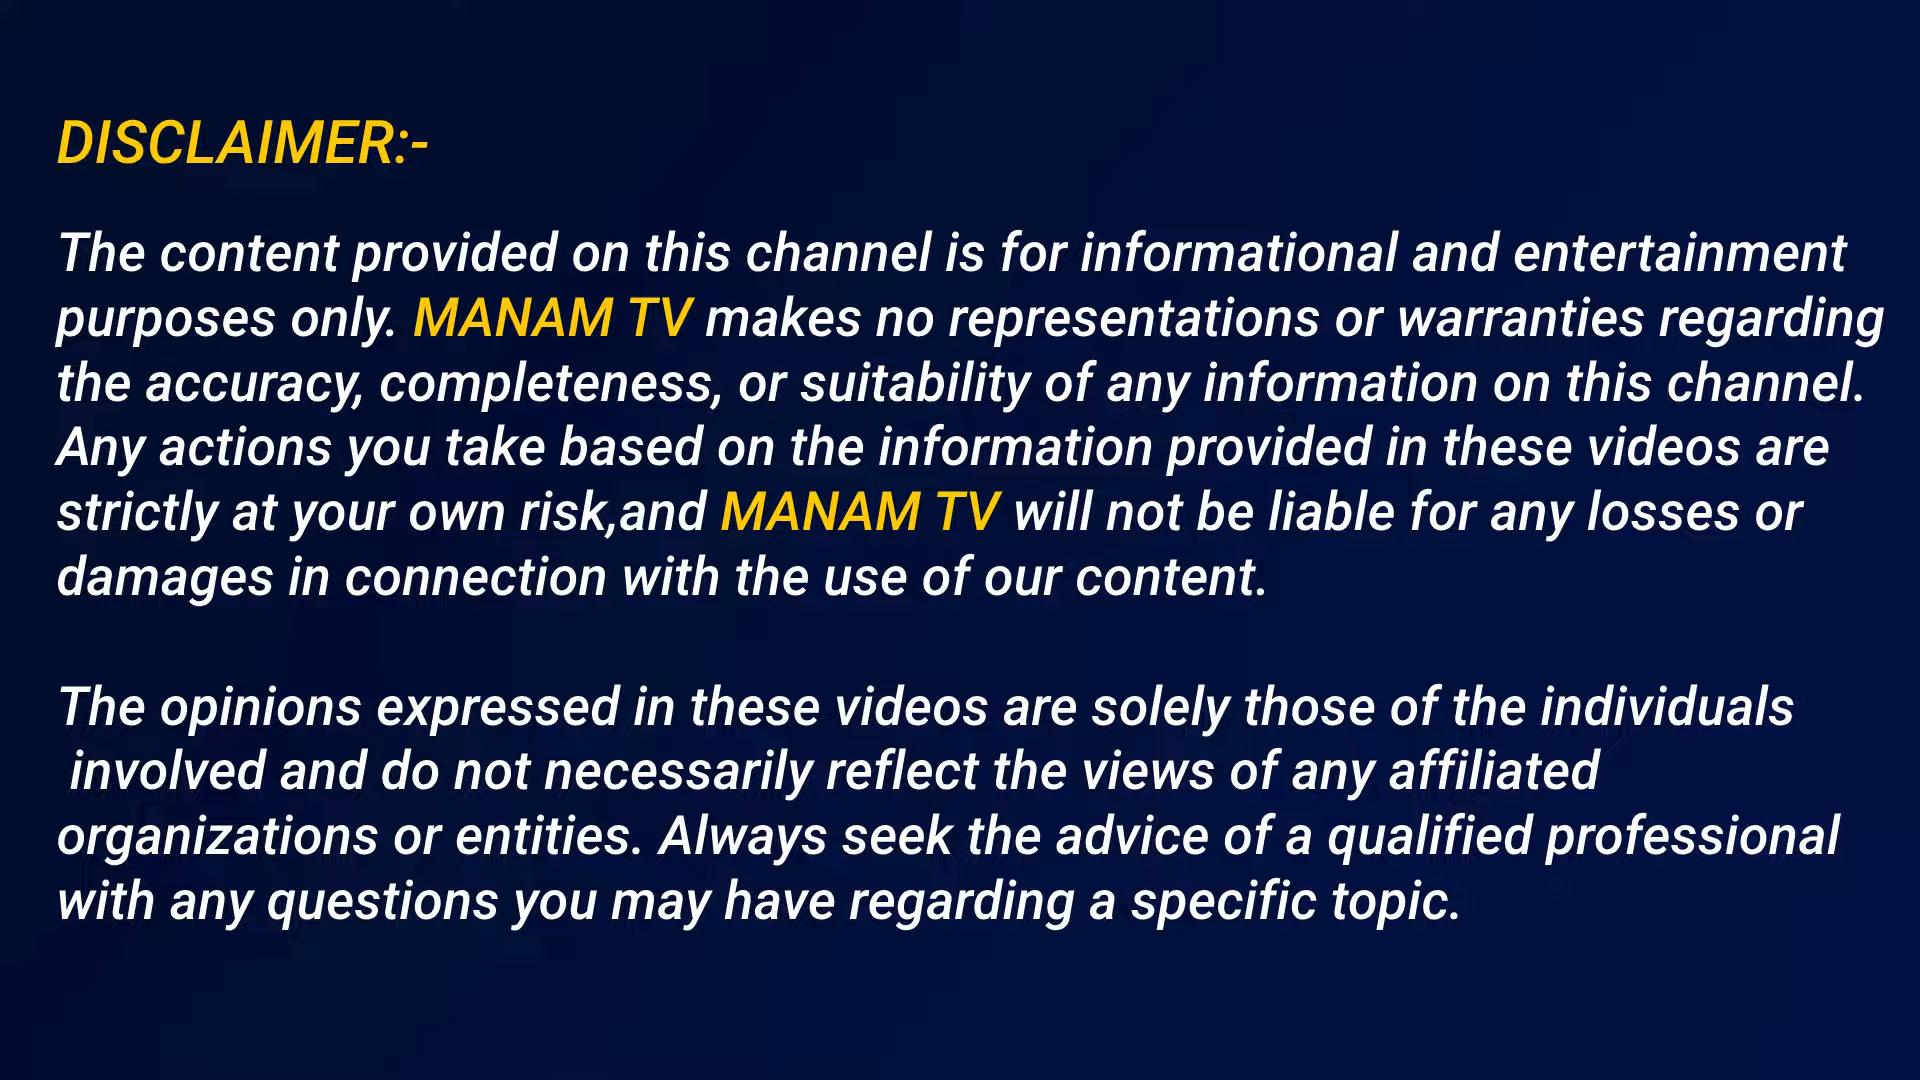 DISCLAIMER:-
The content provided on this channel is for informational and entertainment
purposes only. MANAM TV makes no representations or warranties regarding
the accuracy, completeness, or suitability of any information on this channel.
Any actions you take based on the information provided in these videos are
strictly at your own risk,and MANAM TV will not be liable for any losses or
damages in connection with the use of our content.
The opinions expressed in these videos are solely those of the individuals
involved and do not necessarily reflect the views of any affiliated
organizations or entities. Always seek the advice of a qualified professional
with any questions you may have regarding a specific topic.